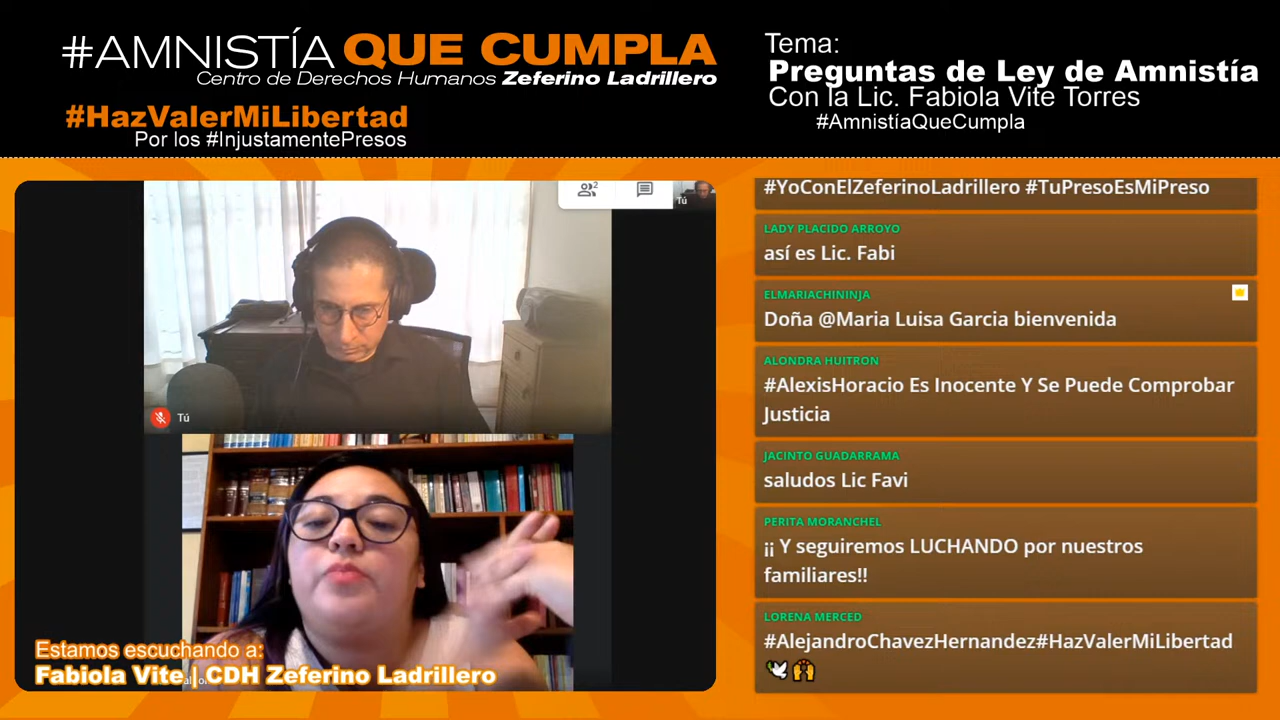 #AMNISTÍA QUE CUMPLA
Centro de Derechos Humanos Zeferino Ladrillero
#HazValerMiLibertad
Por los #InjustamentePresos
Tema:
Preguntas de Ley de Amnistía
Con la Lic. Fabiola Vite Torres
#AmnistíaQueCumpla
2
Tú
Tú
Estamos escuchando a:
Fabiola Vite | CDH Zeferino Ladrillero
#YoConElZeferinoLadrillero #TuPresoEsMiPreso
LADY PLACIDO ARROYO
así es Lic. Fabi
ELMARIACHININJA
Doña @Maria Luisa Garcia bienvenida
ALONDRA HUITRON
#AlexisHoracio Es Inocente Y Se Puede Comprobar
Justicia
JACINTO GUADARRAMA
saludos Lic Favi
PERITA MORANCHEL
¡¡ Y seguiremos LUCHANDO por nuestros
familiares!!
LORENA MERCED
#AlejandroChavezHernandez#HazValerMiLibertad